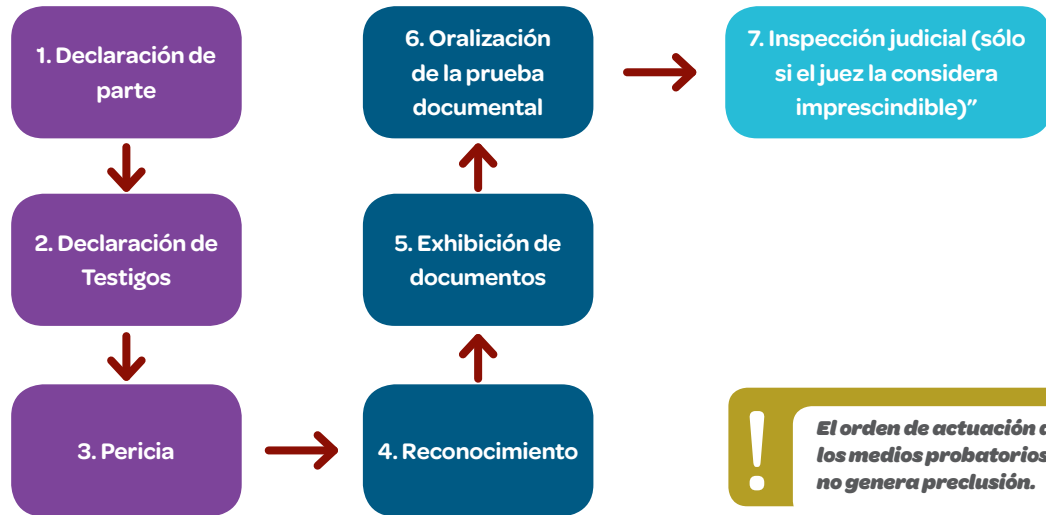 1. Declaración de
parte
2. Declaración de
Testigos
3. Pericia
4. Reconocimiento
5. Exhibición de
documentos
6. Oralización
de la prueba
documental
7. Inspección judicial (sólo
si el juez la considera
imprescindible)”
!
El orden de actuación
los medios probatorios
no genera preclusión.